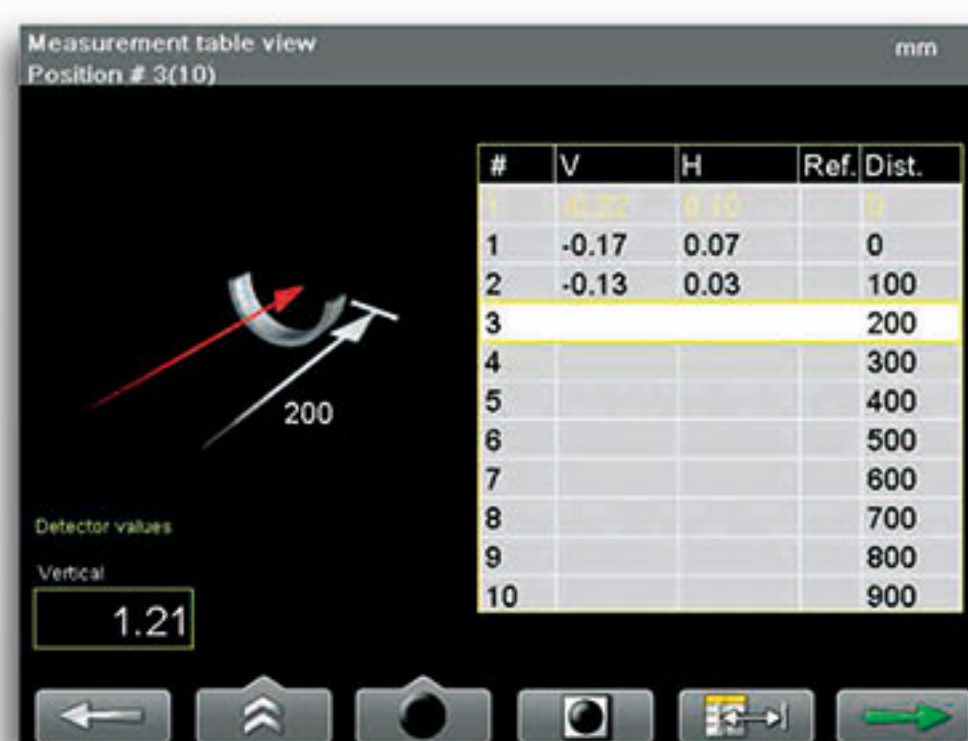 Measurement table view
mm
Position # 3(10)
# V H Ref. Dist.
1 -0.17 0.07 0
2 -0.13 0.03 100
3 200
4 300
5 400
6 500
7 600
8 700
9 800
10 900
200
Detector values
Vertical
1.21